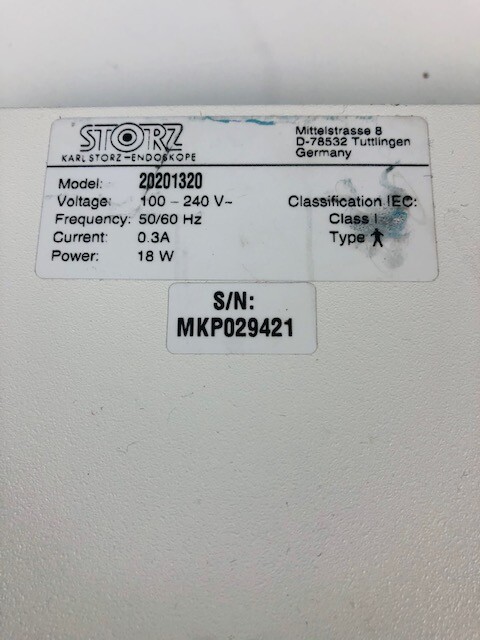 STORZ
KARL STORZ-ENDOSKOPE
Mittelstrasse 8
D-78532 Tuttlingen
Germany
Model: 20201320
Voltage: 100 - 240 V~
Frequency: 50/60 Hz
Current: 0.3A
Power: 18 W
Classification IEC:
Class I
Type
S/N:
MKP029421